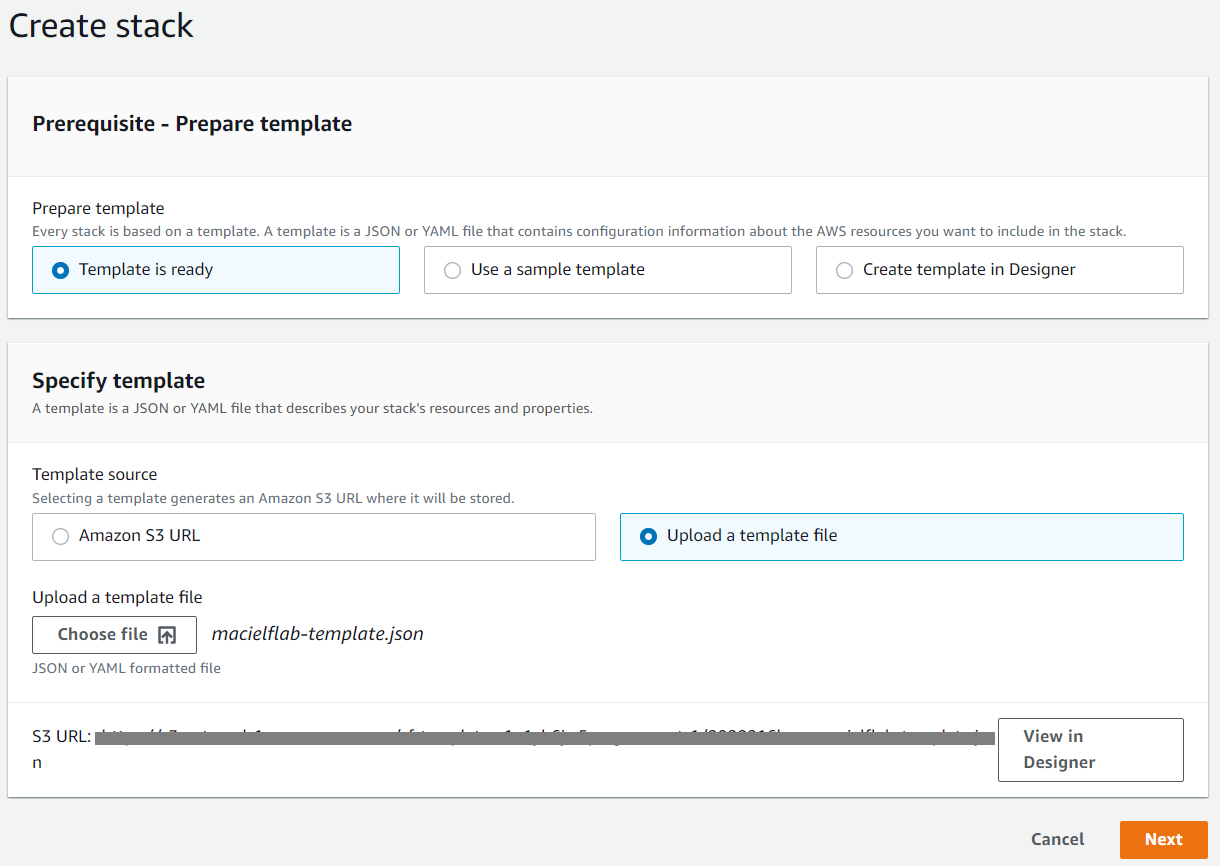 Create stack
Prerequisite - Prepare template
Prepare template
Every stack is based on a template. A template is a JSON or YAML file that contains configuration information about the AWS resources you want to include in the stack.
Template is ready
Use a sample template
Create template in Designer
Specify template
A template is a JSON or YAML file that describes your stack's resources and properties.
Template source
Selecting a template generates an Amazon S3 URL where it will be stored.
Amazon S3 URL
Upload a template file
Upload a template file
Choose file
macielflab-template.json
JSON or YAML formatted file
S3 URL:
n
View in
Designer
Cancel
Next